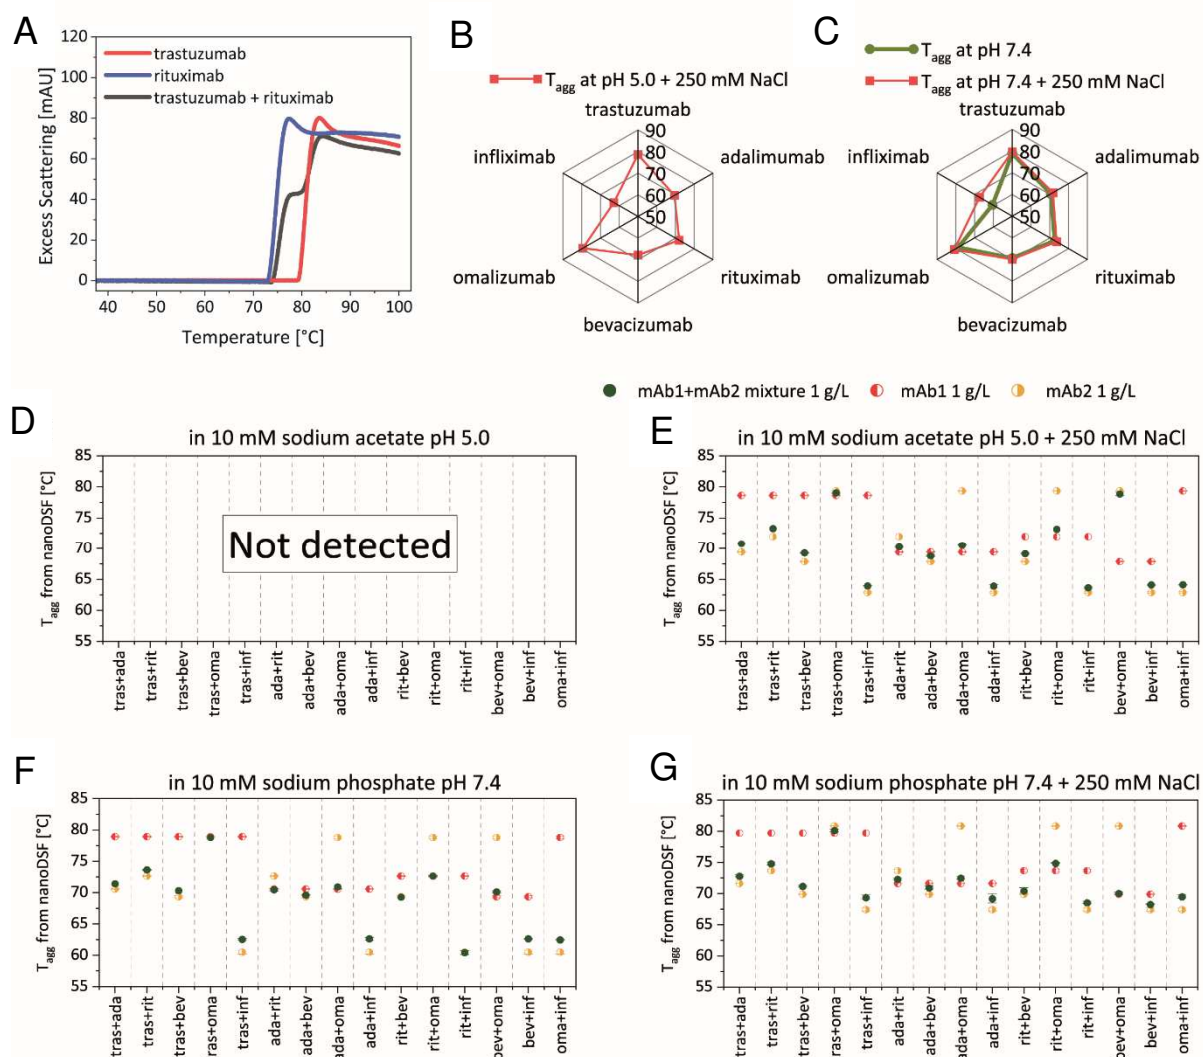 A
120
100
80
60
40
20
0
Excess Scattering [mAU]
trastuzumab
rituximab
trastuzumab + rituximab
40 50 60 70 80 90 100
Temperature [°C]
B
Tagg at pH 5.0 + 250 mM NaCl
trastuzumab
90
80
70
60
50
infliximab
adalimumab
omalizumab
rituximab
bevacizumab
C
Tagg at pH 7.4
Tagg at pH 7.4 + 250 mM NaCl
trastuzumab
90
80
70
60
50
infliximab
adalimumab
omalizumab
rituximab
bevacizumab
mAb1+mAb2 mixture 1 g/L mAb1 1 g/L mAb2 1 g/L
D
in 10 mM sodium acetate pH 5.0
85
80
75
70
65
60
55
Tagg from nanoDSF [°C]
Not detected
tras+ada
tras+rit
tras+bev
tras+oma
tras+inf
ada+rit
ada+bev
ada+oma
ada+inf
rit+bev
rit+oma
rit+inf
bev+oma
bev+inf
oma+inf
E
in 10 mM sodium acetate pH 5.0 + 250 mM NaCl
85
80
75
70
65
60
55
Tagg from nanoDSF [°C]
tras+ada
tras+rit
tras+bev
tras+oma
tras+inf
ada+rit
ada+bev
ada+oma
ada+inf
rit+bev
rit+oma
rit+inf
bev+oma
bev+inf
oma+inf
F
in 10 mM sodium phosphate pH 7.4
85
80
75
70
65
60
55
Tagg from nanoDSF [°C]
tras+ada
tras+rit
tras+bev
ras+oma
tras+inf
ada+rit
ada+bev
ada+oma
ada+inf
rit+bev
rit+oma
rit+inf
bev+oma
bev+inf
oma+inf
G
in 10 mM sodium phosphate pH 7.4 + 250 mM NaCl
85
80
75
70
65
60
55
Tagg from nanoDSF [°C]
tras+ada
tras+rit
tras+bev
ras+oma
tras+inf
ada+rit
ada+bev
ada+oma
ada+inf
rit+bev
rit+oma
rit+inf
bev+oma
bev+inf
oma+inf